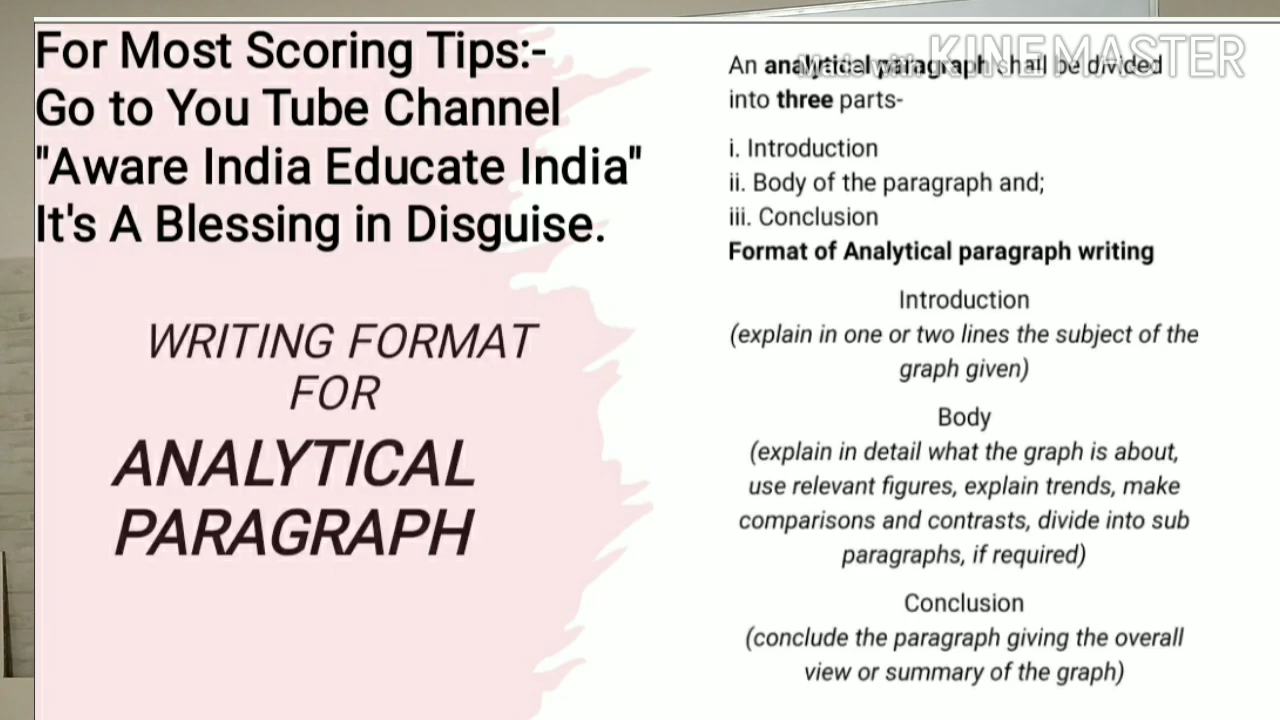 For Most Scoring Tips:-
Go to You Tube Channel
"Aware India Educate India"
It's A Blessing in Disguise.
WRITING FORMAT
FOR
ANALYTICAL
PARAGRAPH
KINEMASTER
An analytical paragraph shall be divided
into three parts-
i. Introduction
ii. Body of the paragraph and;
iii. Conclusion
Format of Analytical paragraph writing
Introduction
(explain in one or two lines the subject of the
graph given)
Body
(explain in detail what the graph is about,
use relevant figures, explain trends, make
comparisons and contrasts, divide into sub
paragraphs, if required)
Conclusion
(conclude the paragraph giving the overall
view or summary of the graph)